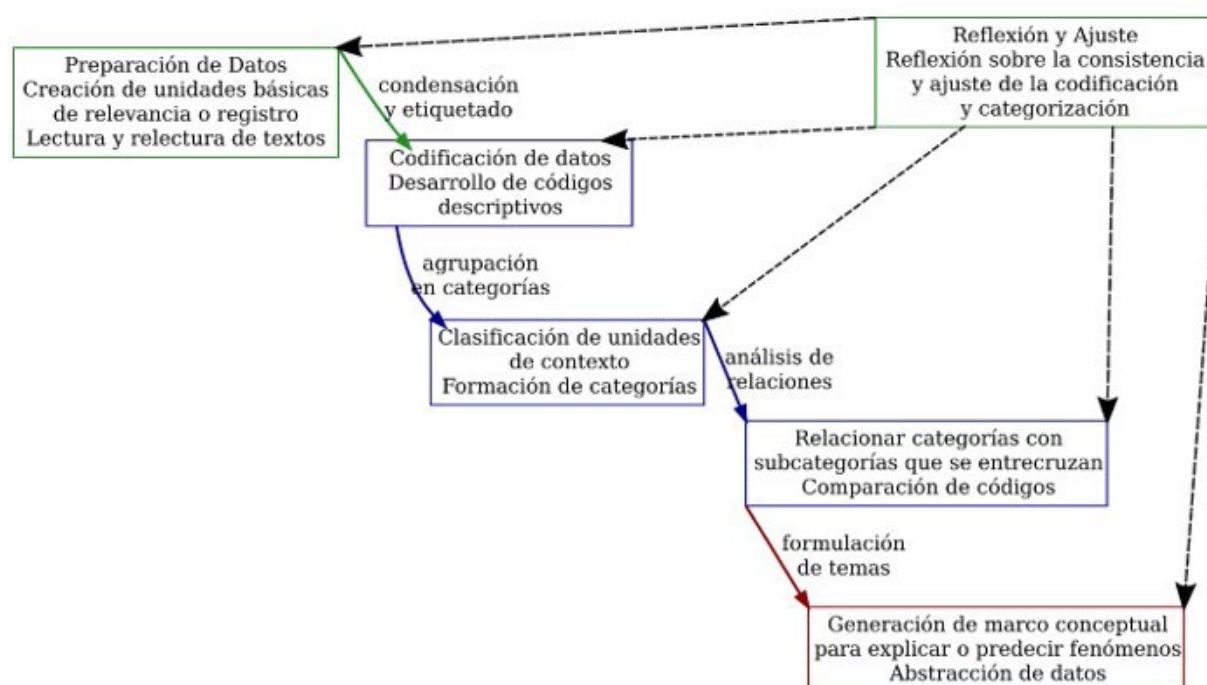 Preparación de Datos
Creación de unidades básicas
de relevancia o registro
Lectura y relectura de textos
Reflexión y Ajuste
Reflexión sobre la consistencia
y ajuste de la codificación
y categorización
condensación
y etiquetado
Codificación de datos
Desarrollo de códigos
descriptivos
agrupación
en categorías
Clasificación de unidades
de contexto
Formación de categorías
análisis de
relaciones
Relacionar categorías con
subcategorías que se entrecruzan
Comparación de códigos
formulación
de temas
Generación de marco conceptual
para explicar o predecir fenómenos
Abstracción de datos